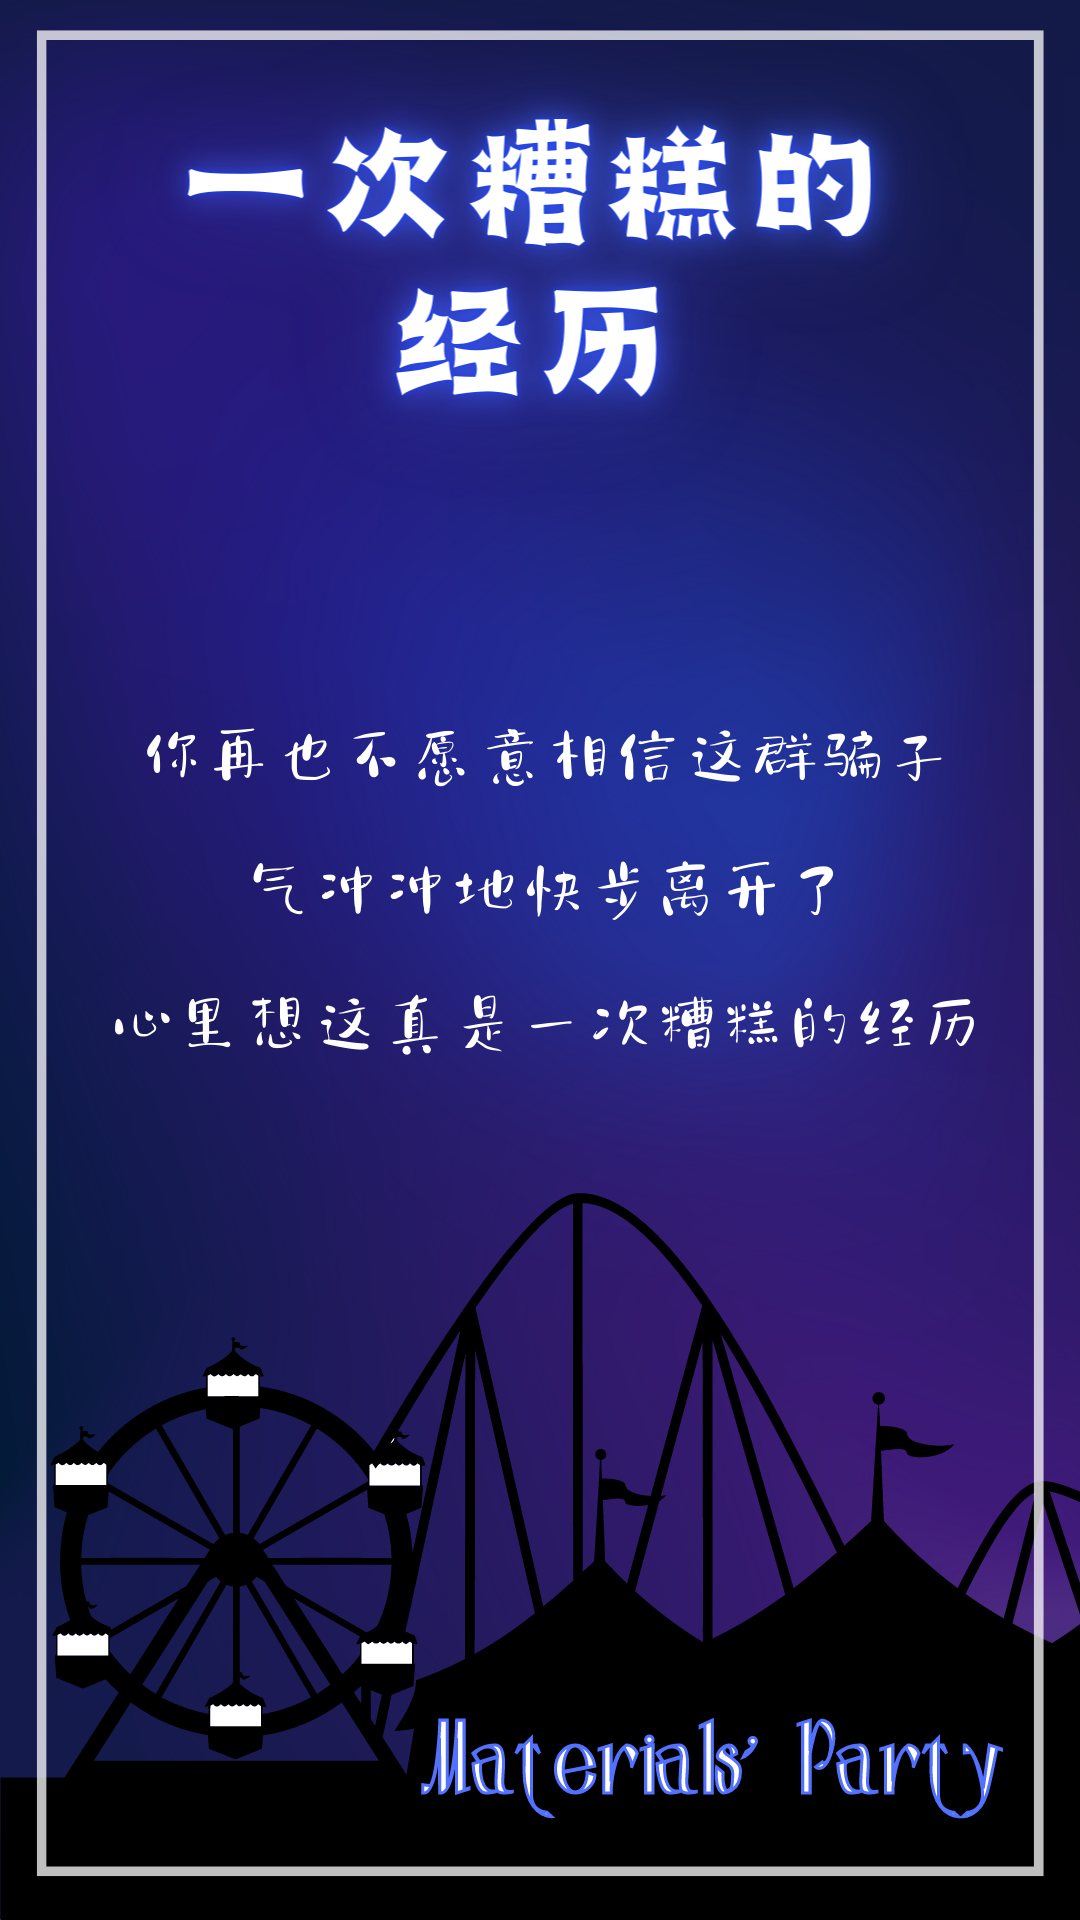 一次糟糕的
经历
你再也不愿意相信这群骗子
气冲冲地快步离开了
心里想这真是一次糟糕的经历
Materials' Party